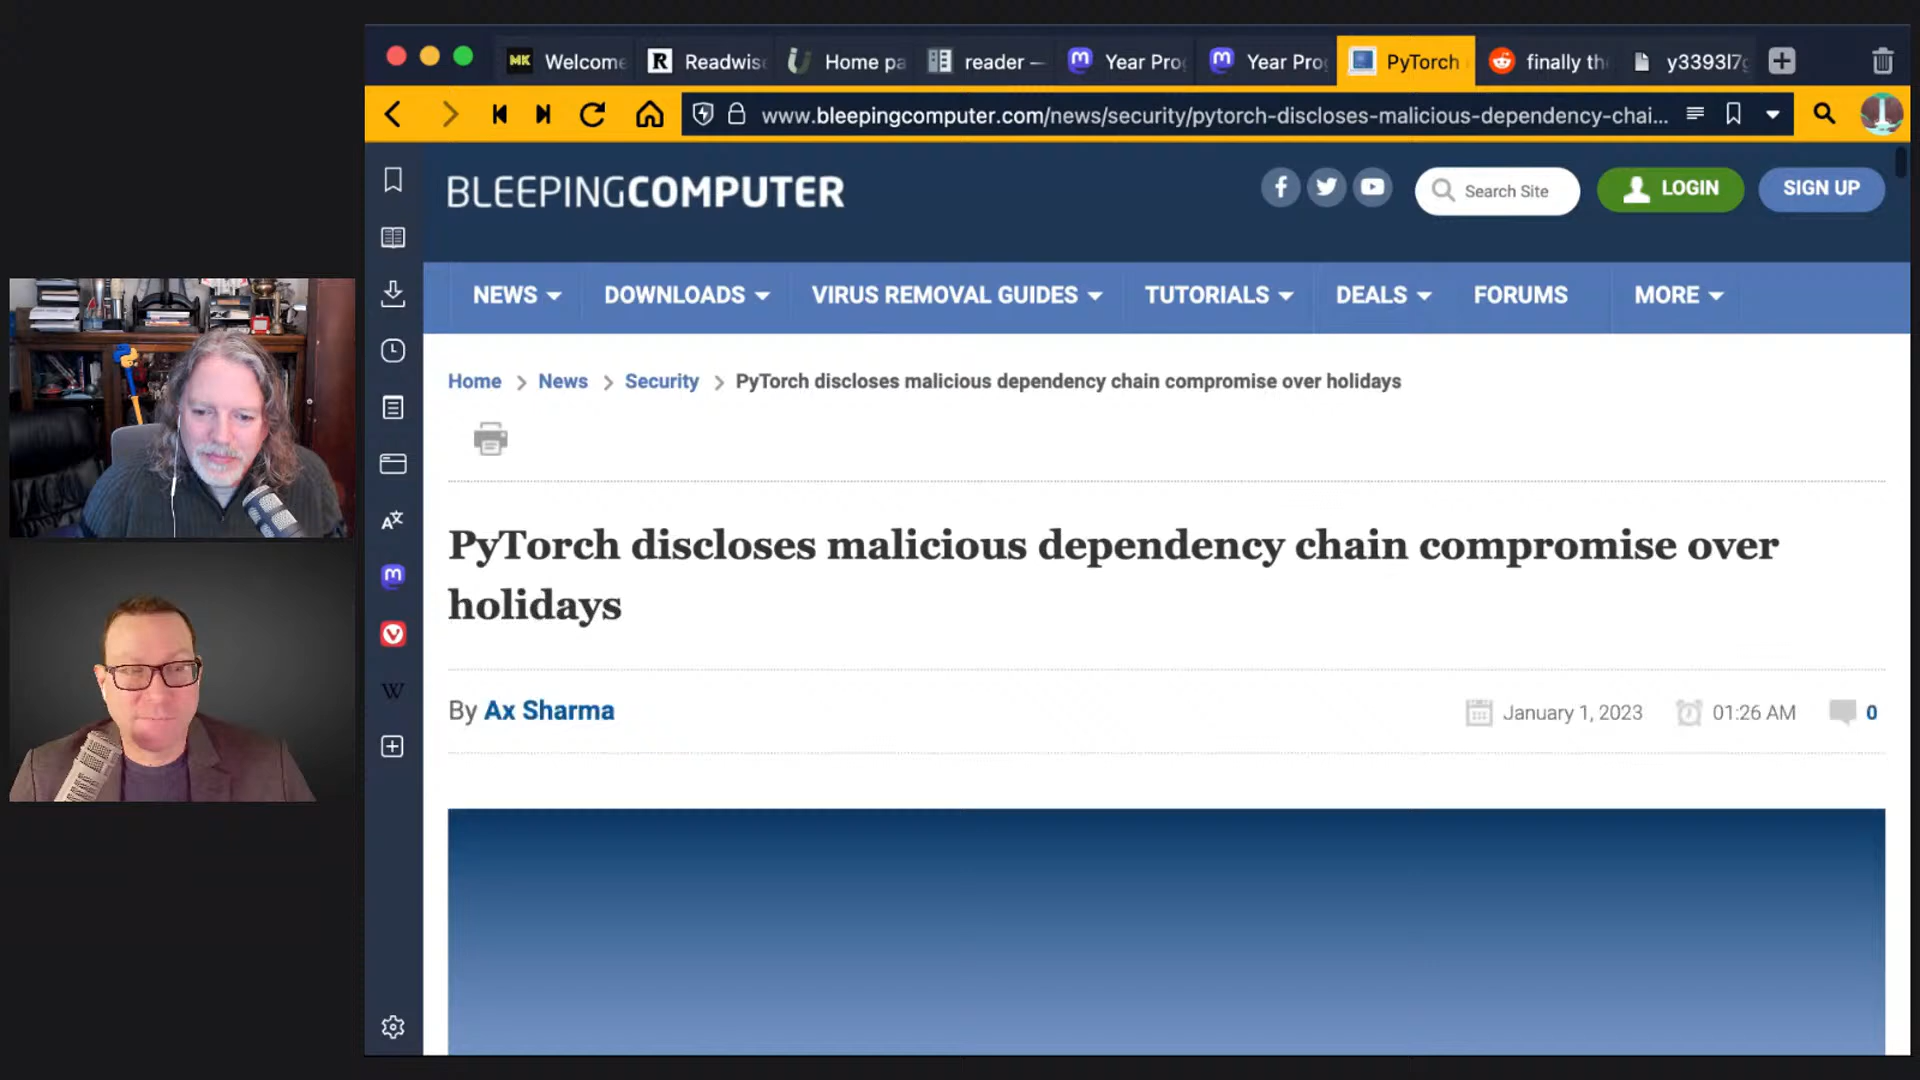 MK Welcome
R Readwis
Home pa
reader —
Year Pro
Year Pro
PyTorch
finally th
y3393l7g
www.bleepingcomputer.com/news/security/pytorch-discloses-malicious-dependency-chai...
BLEEPINGCOMPUTER
Search Site
LOGIN
SIGN UP
NEWS
DOWNLOADS
VIRUS REMOVAL GUIDES
TUTORIALS
DEALS
FORUMS
MORE
Home > News > Security > PyTorch discloses malicious dependency chain compromise over holidays
PyTorch discloses malicious dependency chain compromise over
holidays
By Ax Sharma
January 1, 2023
01:26 AM
0